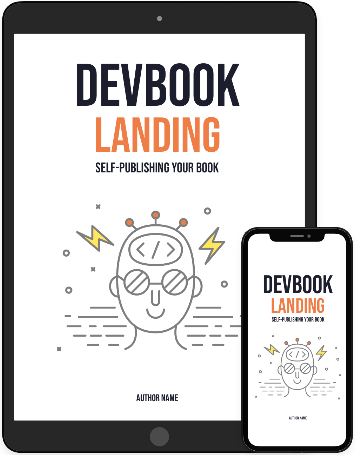 DEVBOOK
LANDING
SELF-PUBLISHING YOUR BOOK
</>
AUTHOR NAME
DEVBOOK
LANDING
SELF-PUBLISHING YOUR BOOK
</>
AUTHOR NAME